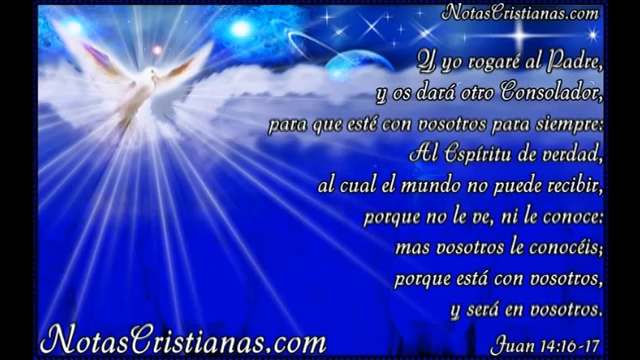 NotasCristianas.com
Y yo rogaré al Padre,
y os dará otro Consolador,
para que esté con vosotros para siempre:
Al Espíritu de verdad,
al cual el mundo no puede recibir,
porque no le ve, ni le conoce:
mas vosotros le conocéis;
porque está con vosotros,
y será en vosotros.
NotasCristianas.com
Juan 14:16-17